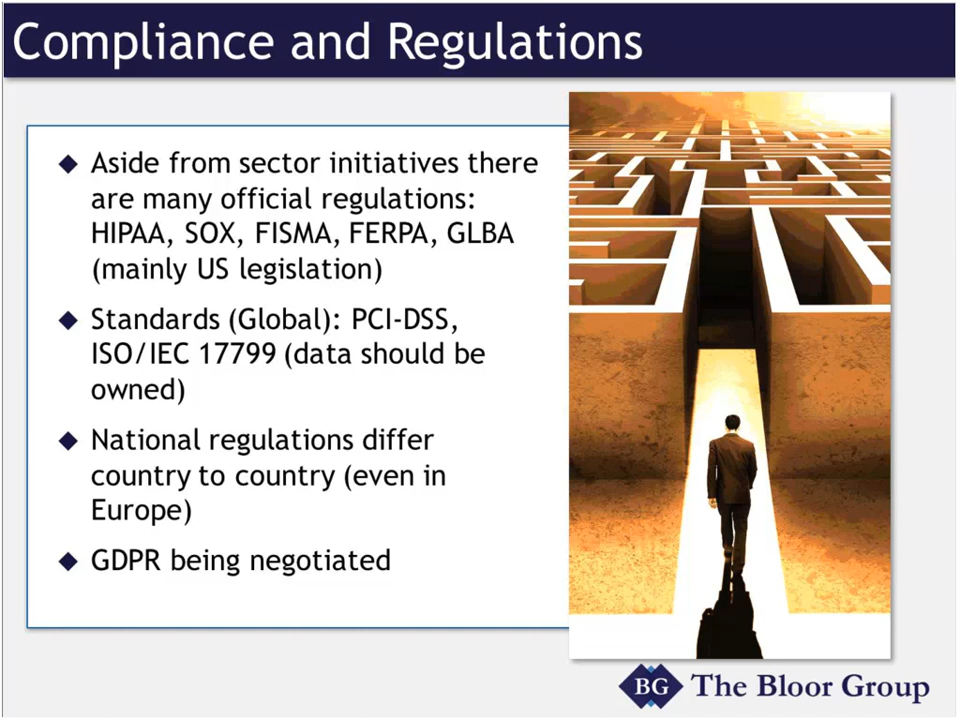 Compliance and Regulations
◆ Aside from sector initiatives there
are many official regulations:
HIPAA, SOX, FISMA, FERPA, GLBA
(mainly US legislation)
◆ Standards (Global): PCI-DSS,
ISO/IEC 17799 (data should be
owned)
◆ National regulations differ
country to country (even in
Europe)
◆ GDPR being negotiated
BG The Bloor Group